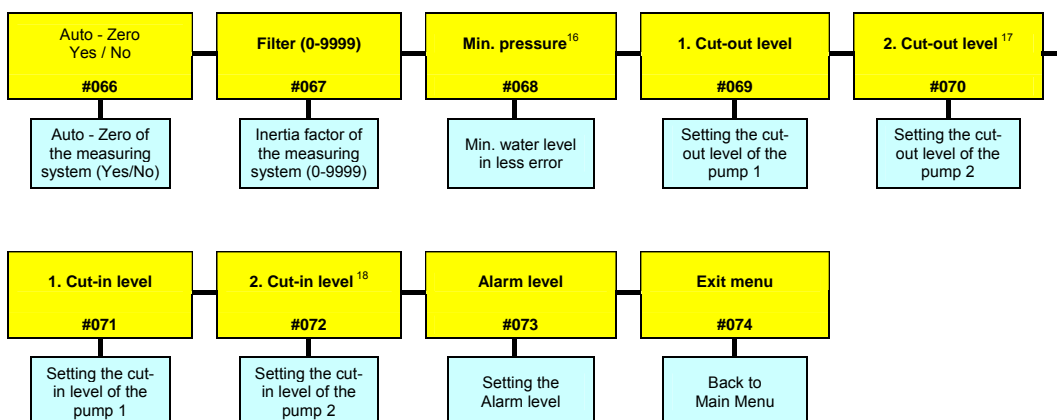 Auto - Zero
Yes / No
#066
Filter (0-9999)
#067
Min. pressure16
#068
1. Cut-out level
#069
2. Cut-out level 17
#070
Auto - Zero of
the measuring
system (Yes/No)
Inertia factor of
the measuring
system (0-9999)
Min. water level
in less error
Setting the cut-
out level of the
pump 1
Setting the cut-
out level of the
pump 2
1. Cut-in level
#071
2. Cut-in level 18
#072
Alarm level
#073
Exit menu
#074
Setting the cut-
in level of the
pump 1
Setting the cut-
in level of the
pump 2
Setting the
Alarm level
Back to
Main Menu